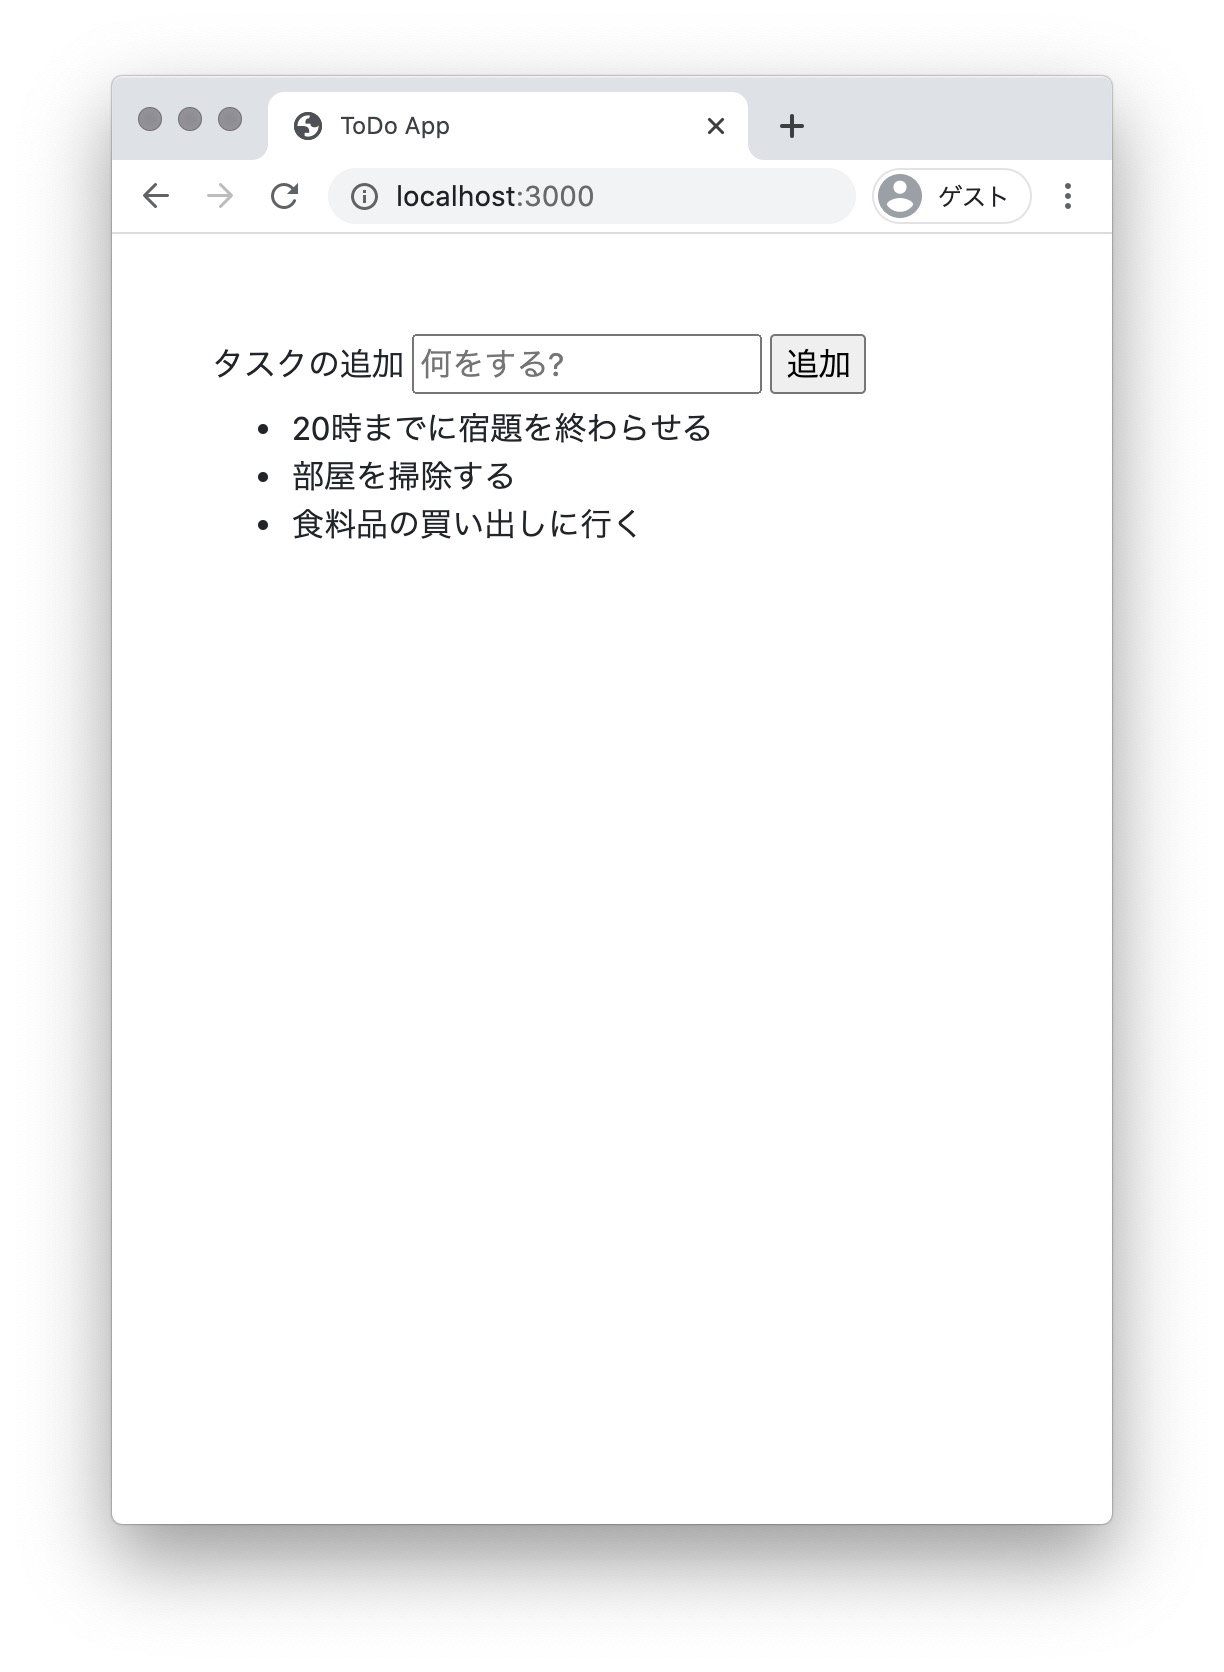 ToDo App
localhost:3000
ゲスト
タスクの追加 何をする? 追加
20時までに宿題を終わらせる
部屋を掃除する
食料品の買い出しに行く